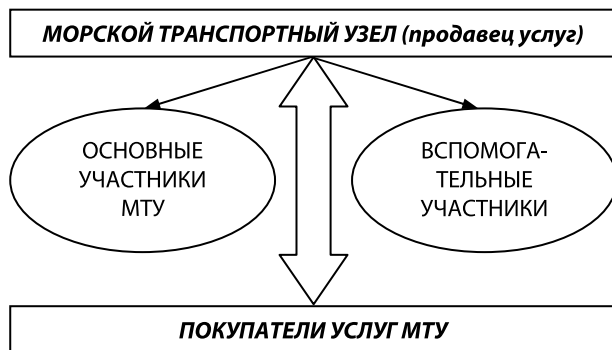 МОРСКОЙ ТРАНСПОРТНЫЙ УЗЕЛ (продавец услуг)
ОСНОВНЫЕ
УЧАСТНИКИ
МТУ
ВСПОМОГА-
ТЕЛЬНЫЕ
УЧАСТНИКИ
ПОКУПАТЕЛИ УСЛУГ МТУ